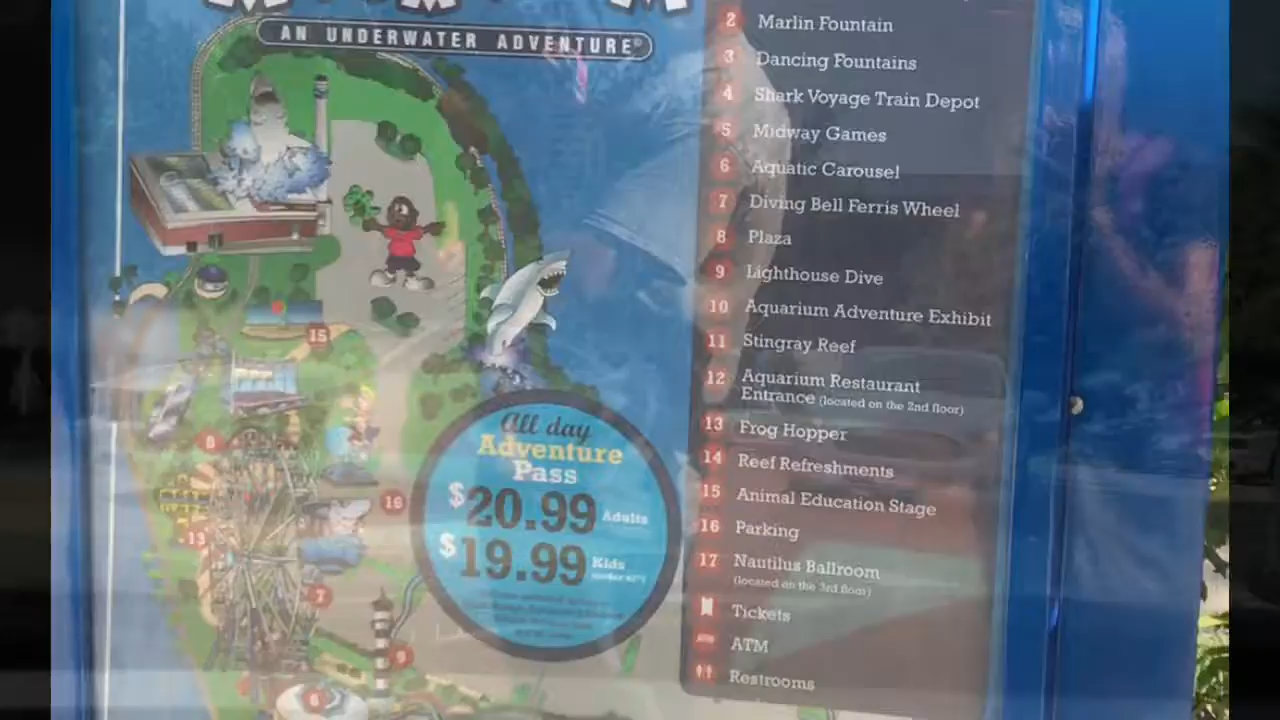 AN UNDERWATER ADVENTURE®
2 Marlin Fountain
3 Dancing Fountains
4 Shark Voyage Train Depot
5 Midway Games
6 Aquatic Carousel
7 Diving Bell Ferris Wheel
8 Plaza
9 Lighthouse Dive
10 Aquarium Adventure Exhibit
11 Stingray Reef
12 Aquarium Restaurant
Entrance (located on the 2nd floor)
13 Frog Hopper
14 Reef Refreshments
15 Animal Education Stage
16 Parking
17 Nautilus Ballroom
(located on the 3rd floor)
Tickets
ATM
Restrooms
15
8
16
13
7
9
6
All day
Adventure
Pass
$20.99 Adults
$19.99 Kids